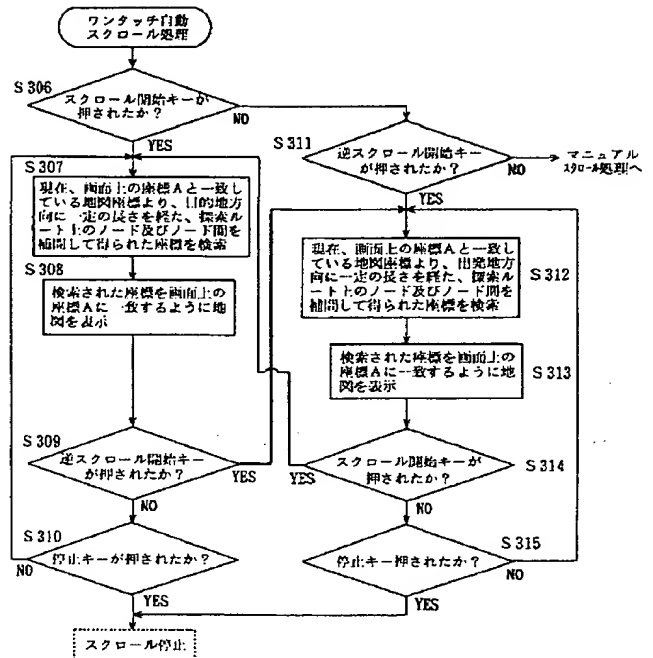 ワンタッチ自動
スクロール処理
S306
スクロール開始キーが
押されたか?
NO
YES
S311
逆スクロール開始キー
が押されたか?
NO
マニュアル
スクロール処理へ
YES
S307
現在、画面上の座標Aと一致し
ている地図座標より、目的地方
向に一定の長さを経た、探索ル
ート上のノード及びノード間を
補間して得られた座標を検索
S308
検索された座標を画面上の
座標Aに一致するように地
図を表示
現在、画面上の座標Aと一致し
ている地図座標より、出発地方
向に一定の長さを経た、探索ル
ート上のノード及びノード間を
補間して得られた座標を検索
S312
検索された座標を画面上の
座標Aに一致するように地
図を表示
S313
S309
逆スクロール開始キー
が押されたか?
YES
NO
スクロール開始キーが
押されたか?
S314
YES
NO
S310
停止キーが押されたか?
NO
YES
S315
停止キー押されたか?
NO
YES
スクロール停止